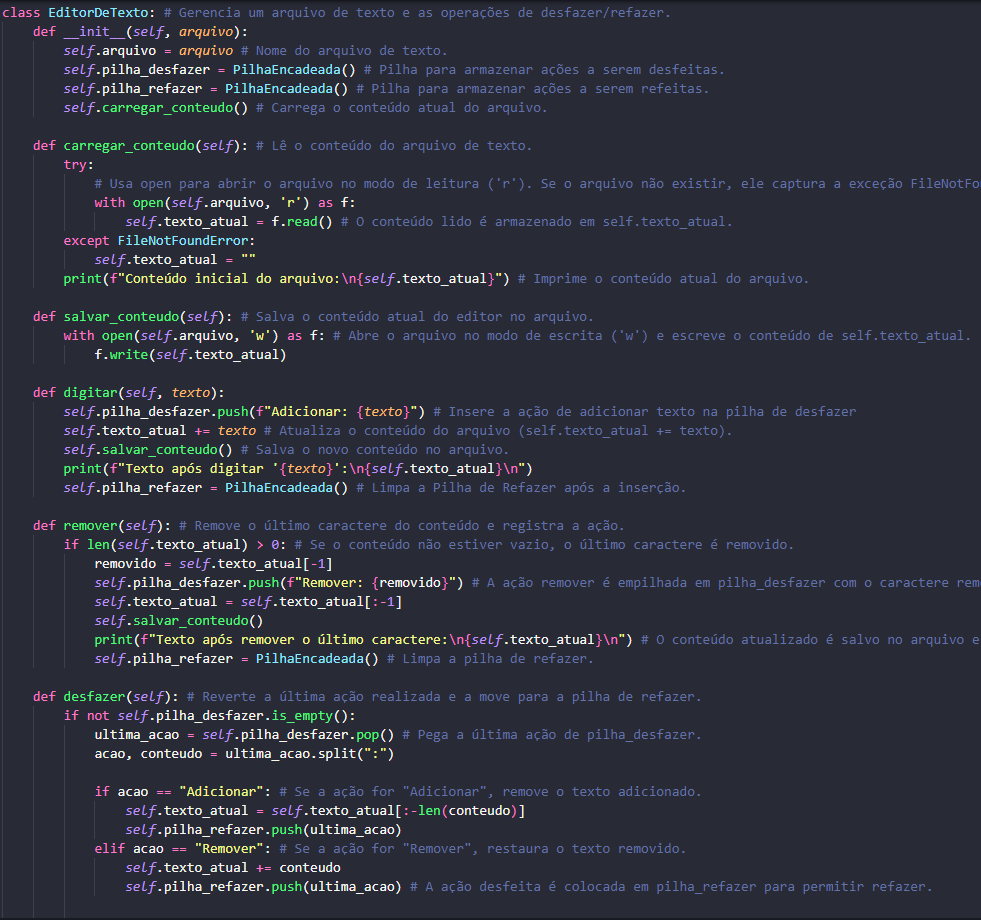 class EditorDeTexto: # Gerencia um arquivo de texto e as operações de desfazer/refazer.
    def __init__(self, arquivo):
        self.arquivo = arquivo # Nome do arquivo de texto.
        self.pilha_desfazer = PilhaEncadeada() # Pilha para armazenar ações a serem desfeitas.
        self.pilha_refazer = PilhaEncadeada() # Pilha para armazenar ações a serem refeitas.
        self.carregar_conteudo() # Carrega o conteúdo atual do arquivo.

    def carregar_conteudo(self): # Lê o conteúdo do arquivo de texto.
        try:
            # Usa open para abrir o arquivo no modo de leitura ('r'). Se o arquivo não existir, ele captura a exceção FileNotFou
            with open(self.arquivo, 'r') as f:
                self.texto_atual = f.read() # O conteúdo lido é armazenado em self.texto_atual.
        except FileNotFoundError:
            self.texto_atual = ""
        print(f"Conteúdo inicial do arquivo:\n{self.texto_atual}") # Imprime o conteúdo atual do arquivo.

    def salvar_conteudo(self): # Salva o conteúdo atual do editor no arquivo.
        with open(self.arquivo, 'w') as f: # Abre o arquivo no modo de escrita ('w') e escreve o conteúdo de self.texto_atual.
            f.write(self.texto_atual)

    def digitar(self, texto):
        self.pilha_desfazer.push(f"Adicionar: {texto}") # Insere a ação de adicionar texto na pilha de desfazer
        self.texto_atual += texto # Atualiza o conteúdo do arquivo (self.texto_atual += texto).
        self.salvar_conteudo() # Salva o novo conteúdo no arquivo.
        print(f"Texto após digitar '{texto}':\n{self.texto_atual}\n")
        self.pilha_refazer = PilhaEncadeada() # Limpa a Pilha de Refazer após a inserção.

    def remover(self): # Remove o último caractere do conteúdo e registra a ação.
        if len(self.texto_atual) > 0: # Se o conteúdo não estiver vazio, o último caractere é removido.
            removido = self.texto_atual[-1]
            self.pilha_desfazer.push(f"Remover: {removido}") # A ação remover é empilhada em pilha_desfazer com o caractere rem
            self.texto_atual = self.texto_atual[:-1]
            self.salvar_conteudo()
            print(f"Texto após remover o último caractere:\n{self.texto_atual}\n") # O conteúdo atualizado é salvo no arquivo e
            self.pilha_refazer = PilhaEncadeada() # Limpa a pilha de refazer.

    def desfazer(self): # Reverte a última ação realizada e a move para a pilha de refazer.
        if not self.pilha_desfazer.is_empty():
            ultima_acao = self.pilha_desfazer.pop() # Pega a última ação de pilha_desfazer.
            acao, conteudo = ultima_acao.split(":")

            if acao == "Adicionar": # Se a ação for "Adicionar", remove o texto adicionado.
                self.texto_atual = self.texto_atual[:-len(conteudo)]
                self.pilha_refazer.push(ultima_acao)
            elif acao == "Remover": # Se a ação for "Remover", restaura o texto removido.
                self.texto_atual += conteudo
                self.pilha_refazer.push(ultima_acao) # A ação desfeita é colocada em pilha_refazer para permitir refazer.